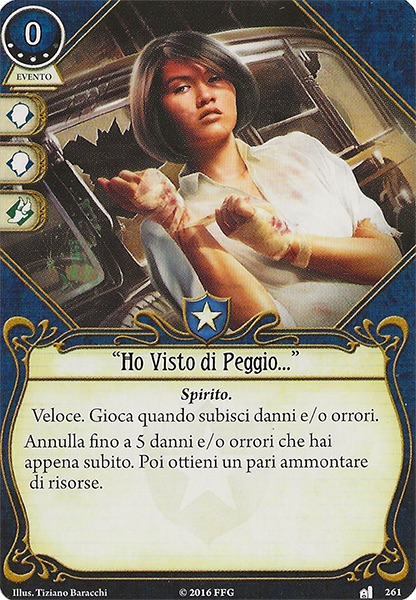 0
EVENTO
“Ho Visto di Peggio...”
Spirito.
Veloce. Gioca quando subisci danni e/o orrori.
Annulla fino a 5 danni e/o orrori che hai
appena subito. Poi ottieni un pari ammontare
di risorse.
Illus. Tiziano Baracchi © 2016 FFG 261